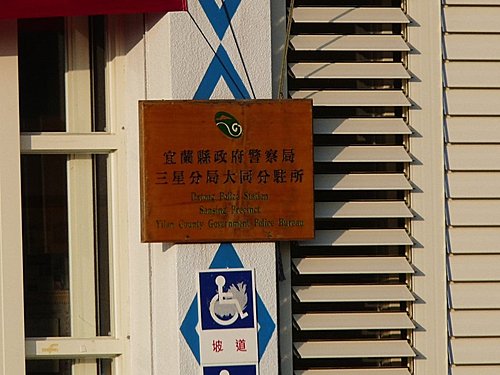 宜蘭縣政府警察局
三星分局大同分駐所
Police Station
Sansing Precinct
Yilan County Government Police Bureau
坡道